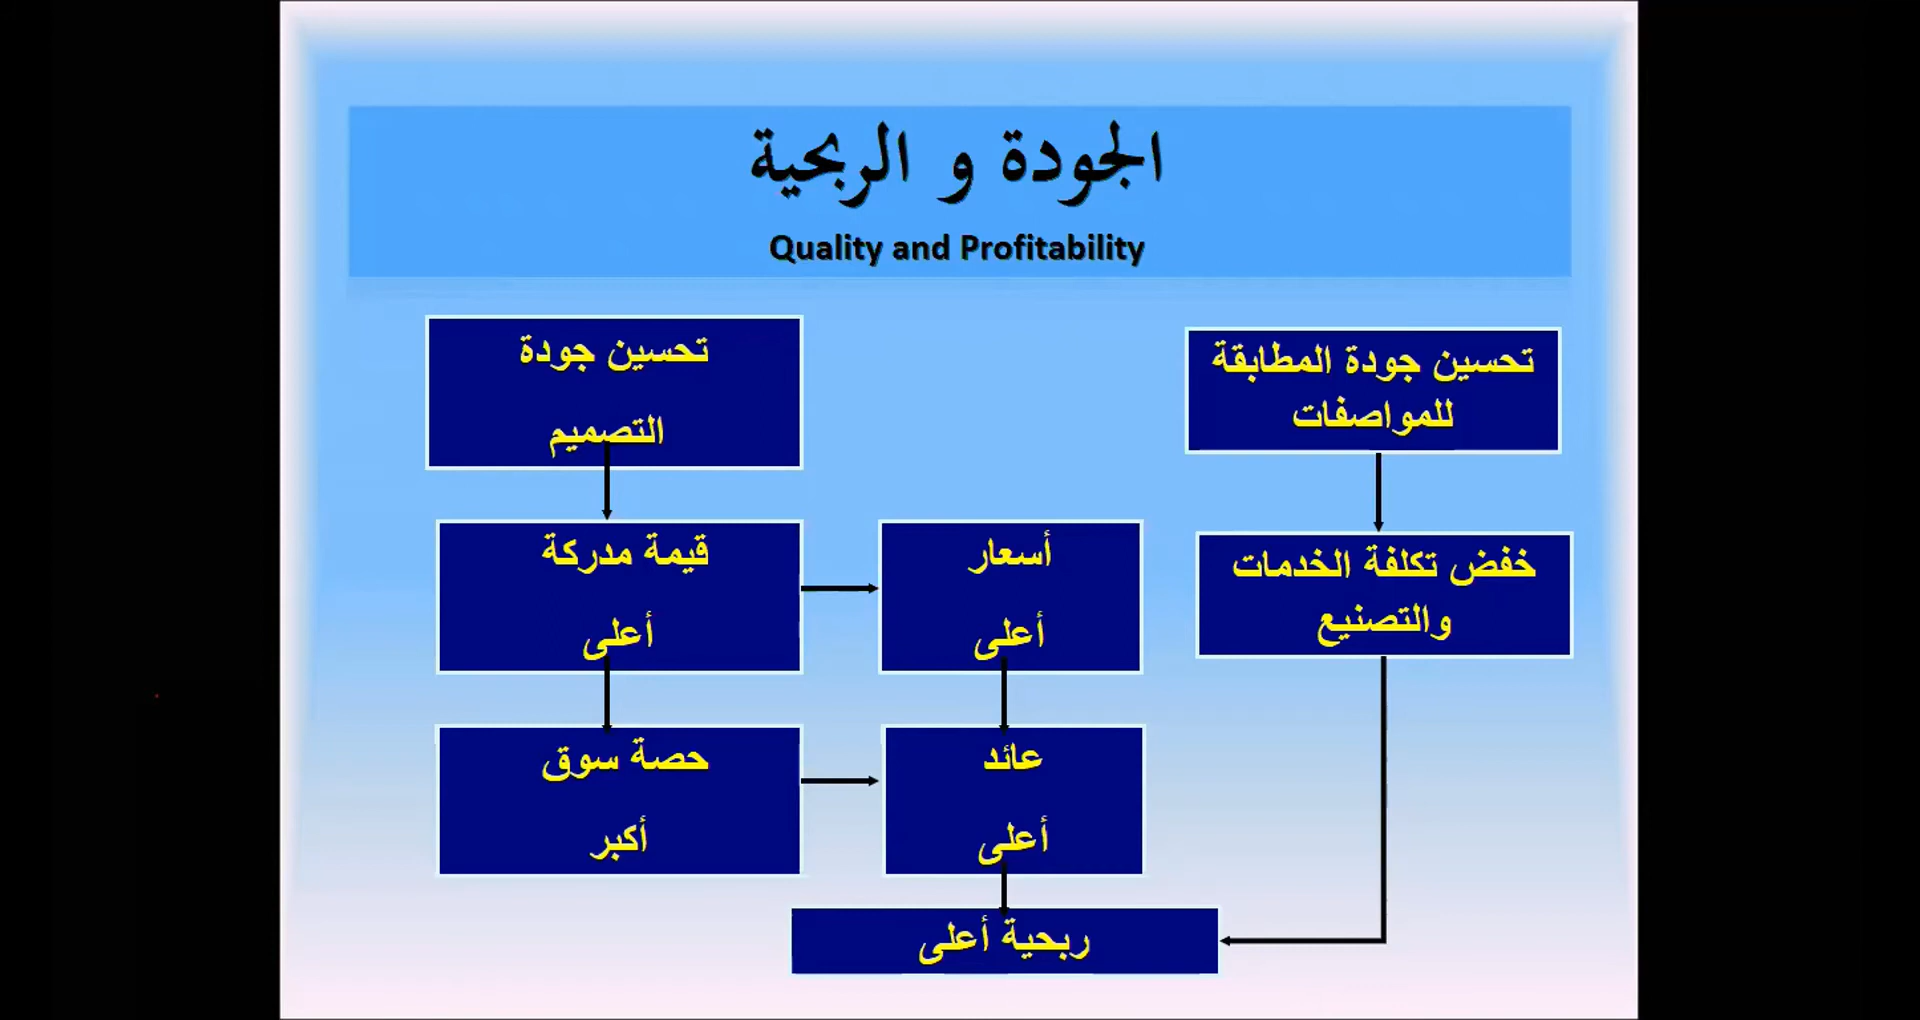 الجودة و الربحية
Quality and Profitability
تحسين جودة المطابقة
للمواصفات
تحسين جودة
التصميم
خفض تكلفة الخدمات
والتصنيع
أسعار
أعلى
قيمة مدركة
أعلى
عائد
أعلى
حصة سوق
أكبر
ربحية أعلى